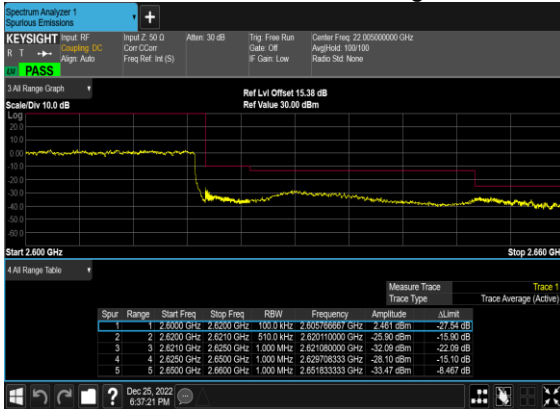 Spectrum Analyzer 1
Spurious Emissions
+
KEYSIGHT Input: RF Input Z: 50 Ω Atten: 30 dB Trig: Free Run Center Freq: 22.005000000 GHz
R T Coupling: DC Corr CCorr Gate: Off Avg|Hold: 100/100
Align: Auto Freq Ref: Int (S) IF Gain: Low Radio Std: None
PASS
3 All Range Graph
Ref Lvl Offset 15.38 dB
Scale/Div 10.0 dB Ref Value 30.00 dBm
Log
20.0
10.0
0.00
-10.0
-20.0
-30.0
-40.0
-50.0
-60.0
Start 2.600 GHz Stop 2.660 GH
4 All Range Table
Measure Trace Trace 1
Trace Type Trace Average (Active)
Spur Range Start Freq Stop Freq RBW Frequency Amplitude ΔLimit
1 1 2.6000 GHz 2.6200 GHz 100.0 kHz 2.605766667 GHz 2.461 dBm -27.54 dB
2 2 2.6200 GHz 2.6210 GHz 510.0 kHz 2.620110000 GHz -25.90 dBm -15.90 dB
3 3 2.6210 GHz 2.6250 GHz 1.000 MHz 2.621080000 GHz -32.09 dBm -22.09 dB
4 4 2.6250 GHz 2.6500 GHz 1.000 MHz 2.629708333 GHz -28.10 dBm -15.10 dB
5 5 2.6500 GHz 2.6600 GHz 1.000 MHz 2.651833333 GHz -33.47 dBm -8.467 dB
?
Dec 25, 2022
6:37:21 PM